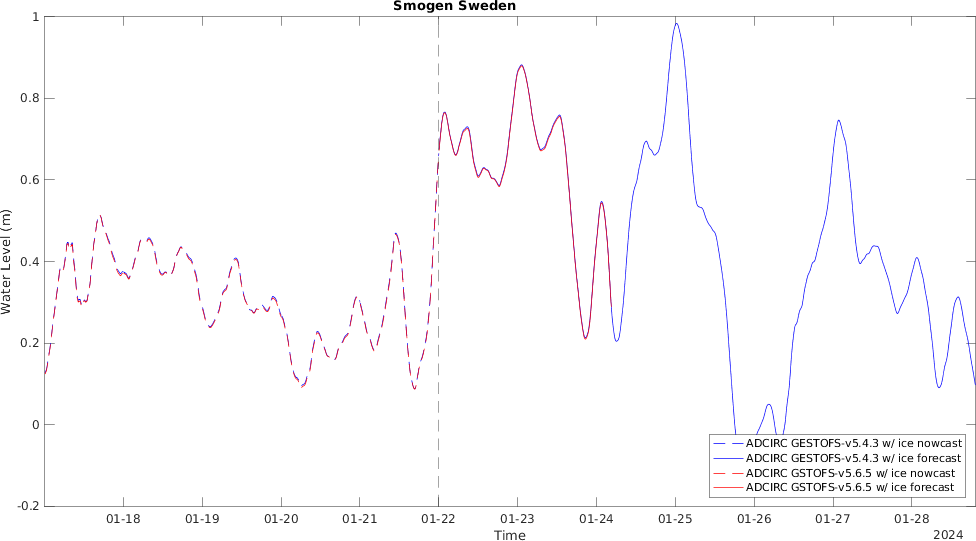 Smogen Sweden
Water Level (m)
1
0.8
0.6
0.4
0.2
0
-0.2
ADCIRC GESTOFS-v5.4.3 w/ ice nowcast
ADCIRC GESTOFS-v5.4.3 w/ ice forecast
ADCIRC GSTOFS-v5.6.5 w/ ice nowcast
ADCIRC GSTOFS-v5.6.5 w/ ice forecast
01-18 01-19 01-20 01-21 01-22 01-23 01-24 01-25 01-26 01-27 01-28
Time
2024